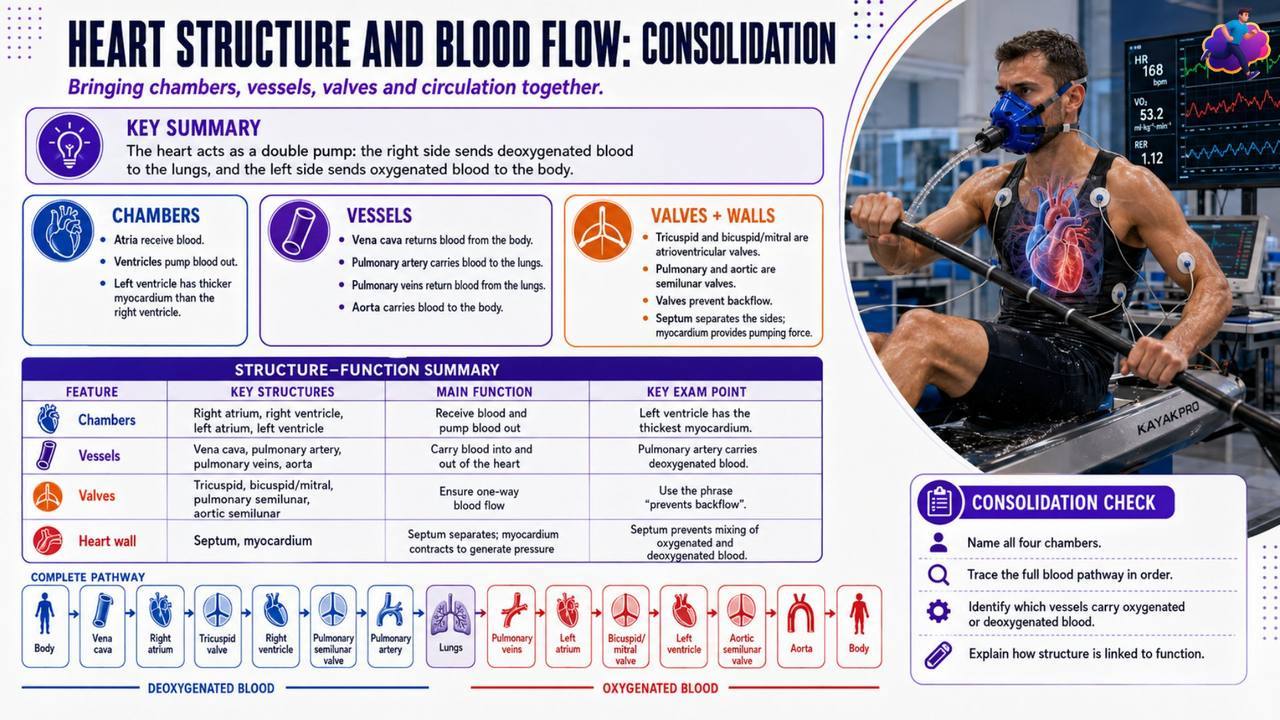 HEART STRUCTURE AND BLOOD FLOW: CONSOLIDATION
Bringing chambers, vessels, valves and circulation together.
KEY SUMMARY
The heart acts as a double pump: the right side sends deoxygenated blood
to the lungs, and the left side sends oxygenated blood to the body.
CHAMBERS
• Atria receive blood.
• Ventricles pump blood out.
• Left ventricle has thicker
myocardium than the
right ventricle.
VESSELS
• Vena cava returns blood from the body.
• Pulmonary artery carries blood to the lungs.
• Pulmonary veins return blood from the lungs.
• Aorta carries blood to the body.
VALVES + WALLS
• Tricuspid and bicuspid/mitral are
atrioventricular valves.
• Pulmonary and aortic are
semilunar valves.
• Valves prevent backflow.
• Septum separates the sides;
myocardium provides pumping force.
STRUCTURE–FUNCTION SUMMARY
FEATURE KEY STRUCTURES MAIN FUNCTION KEY EXAM POINT
Chambers
Right atrium, right ventricle,
left atrium, left ventricle
Receive blood and
pump blood out
Left ventricle has the
thickest myocardium.
Vessels
Vena cava, pulmonary artery,
pulmonary veins, aorta
Carry blood into and
out of the heart
Pulmonary artery carries
deoxygenated blood.
Valves
Tricuspid, bicuspid/mitral,
pulmonary semilunar,
aortic semilunar
Ensure one-way
blood flow
Use the phrase
“prevents backflow”.
Heart wall
Septum, myocardium
Septum separates; myocardium
contracts to generate pressure
Septum prevents mixing of
oxygenated and
deoxygenated blood.
COMPLETE PATHWAY
Body
Vena
cava
Right
atrium
Tricuspid
valve
Right
ventricle
Pulmonary
semilunar
valve
Pulmonary
artery
Lungs
Pulmonary
veins
Left
atrium
Bicuspid/
mitral
valve
Left
ventricle
Aortic
semilunar
valve
Aorta
Body
DEOXYGENATED BLOOD
OXYGENATED BLOOD
HR
168
bpm
VO₂
53.2
ml·kg⁻¹·min⁻¹
RER
1.12
KAYAKPRO
CONSOLIDATION CHECK
Name all four chambers.
Trace the full blood pathway in order.
Identify which vessels carry oxygenated
or deoxygenated blood.
Explain how structure is linked to function.